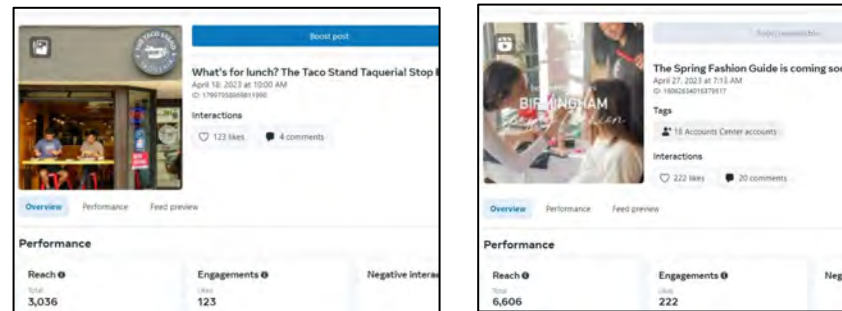 Boost post
What's for lunch? The Taco Stand Taqueria! Stop
April 18, 2023 at 10:00 AM
Interactions
123 likes
4 comments
Overview
Performance
Feed preview
Performance
Reach
Total
3,036
Engagements
Likes
123
Negative intera
The Spring Fashion Guide is coming soo
April 27, 2023 at 7:13 AM
Tags
18 Accounts Center accounts
Interactions
222 likes
20 comments
BIRMINGHAM
Overview
Performance
Feed preview
Performance
Reach
Total
6,606
Engagements
Likes
222
Neg